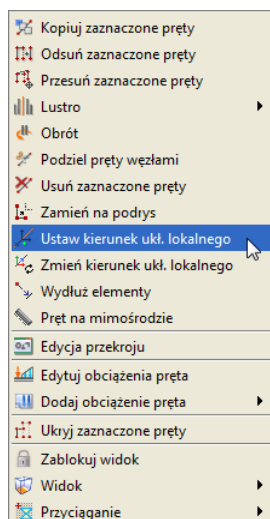 Kopiuj zaznaczone pręty
Odsuń zaznaczone pręty
Przesuń zaznaczone pręty
Lustro
Obrót
Podziel pręty węzłami
Usuń zaznaczone pręty
Zamień na podrys
Ustaw kierunek ukł. lokalnego
Zmień kierunek ukł. lokalnego
Wydłuż elementy
Pręt na mimośrodzie
Edycja przekroju
Edytuj obciążenia pręta
Dodaj obciążenie pręta
Ukryj zaznaczone pręty
Zablokuj widok
Widok
Przyciąganie